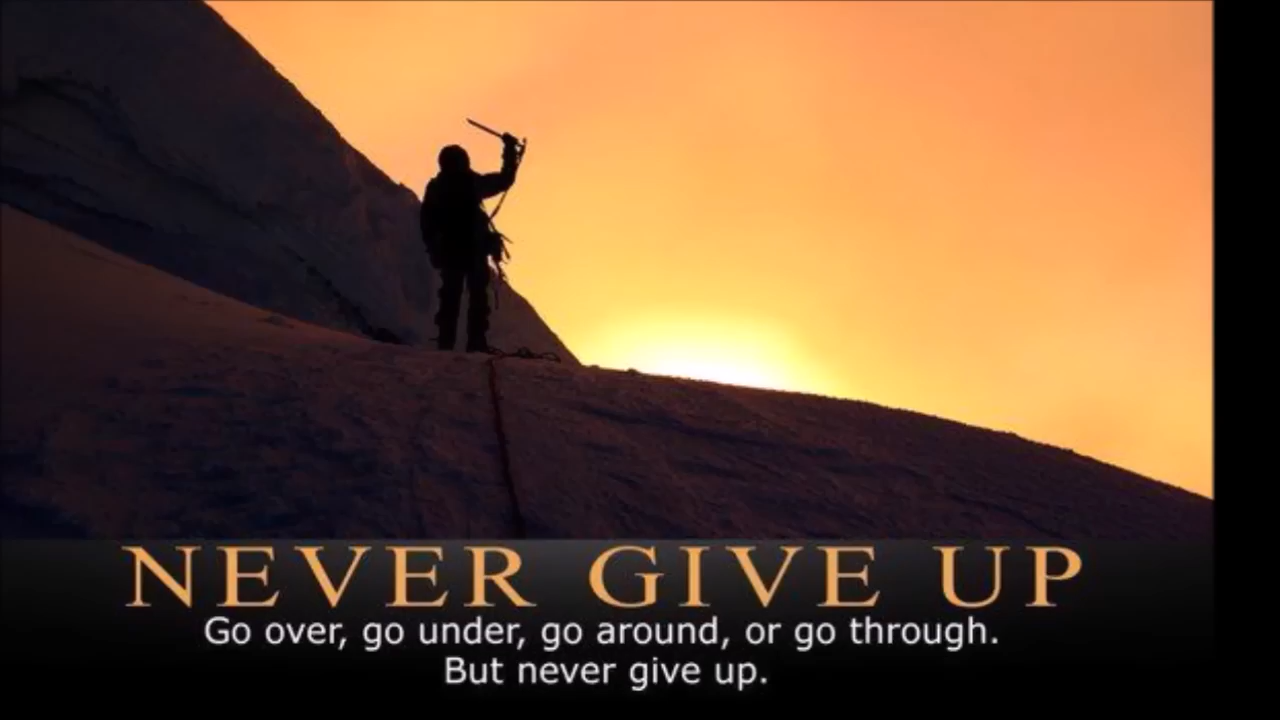 NEVER GIVE UP
Go over, go under, go around, or go through.
But never give up.